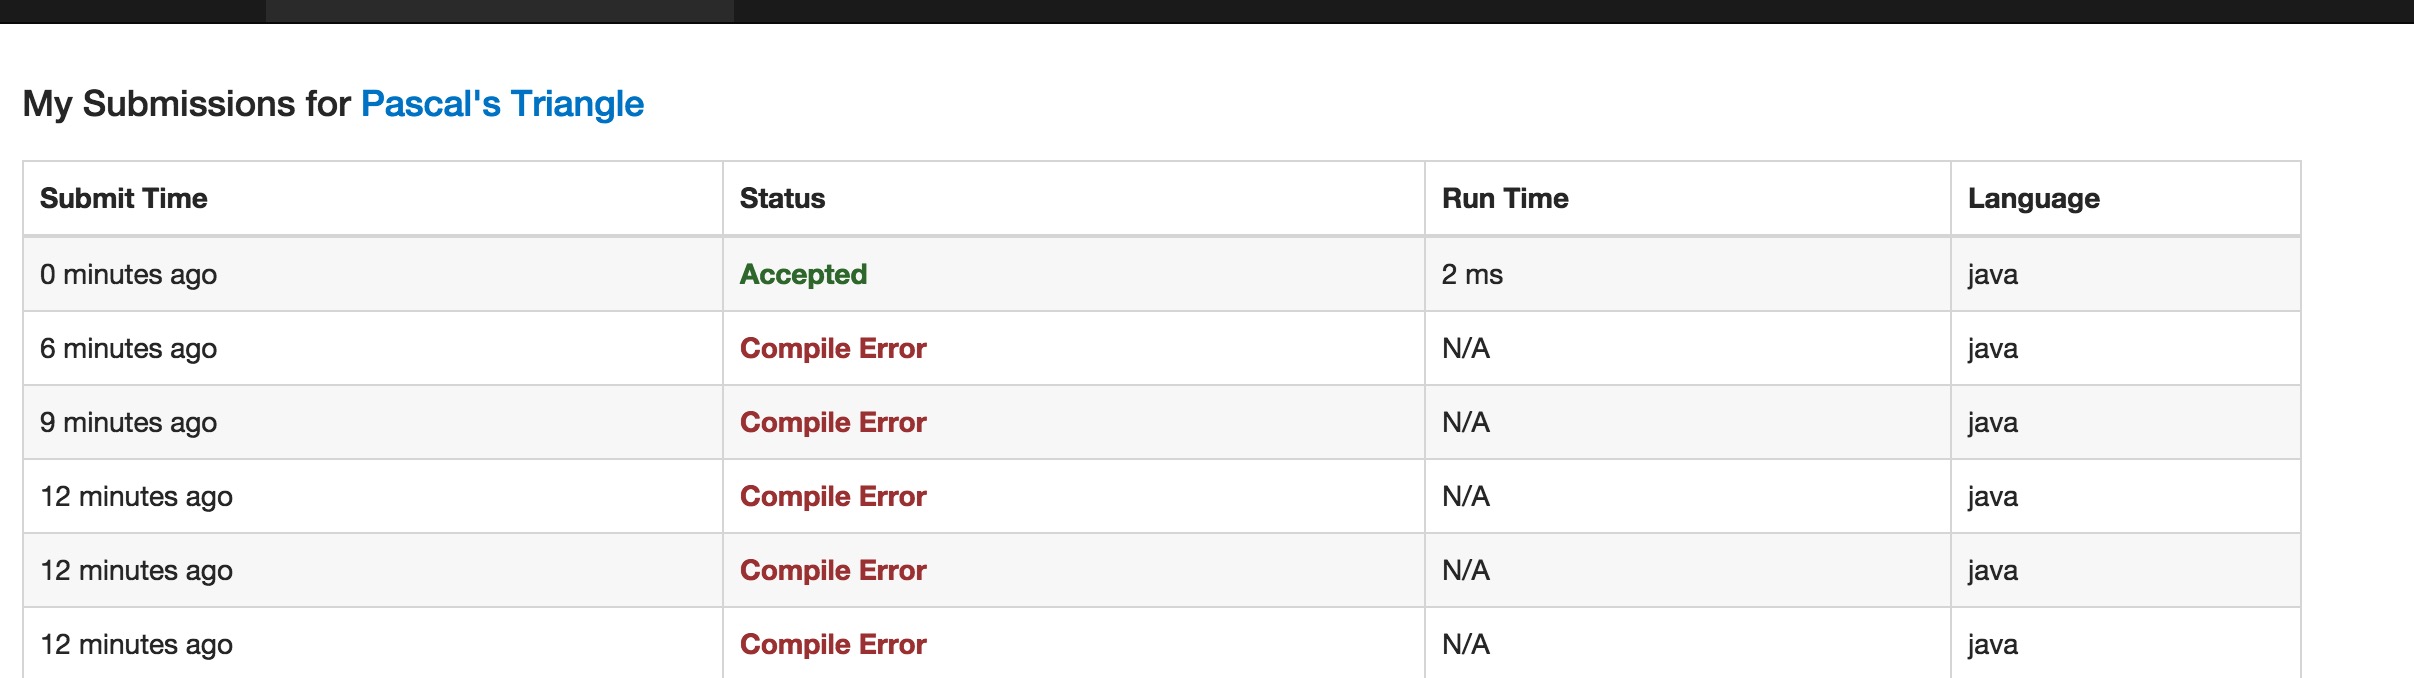 My Submissions for Pascal's Triangle
Submit Time Status Run Time Language
0 minutes ago Accepted 2 ms java
6 minutes ago Compile Error N/A java
9 minutes ago Compile Error N/A java
12 minutes ago Compile Error N/A java
12 minutes ago Compile Error N/A java
12 minutes ago Compile Error N/A java